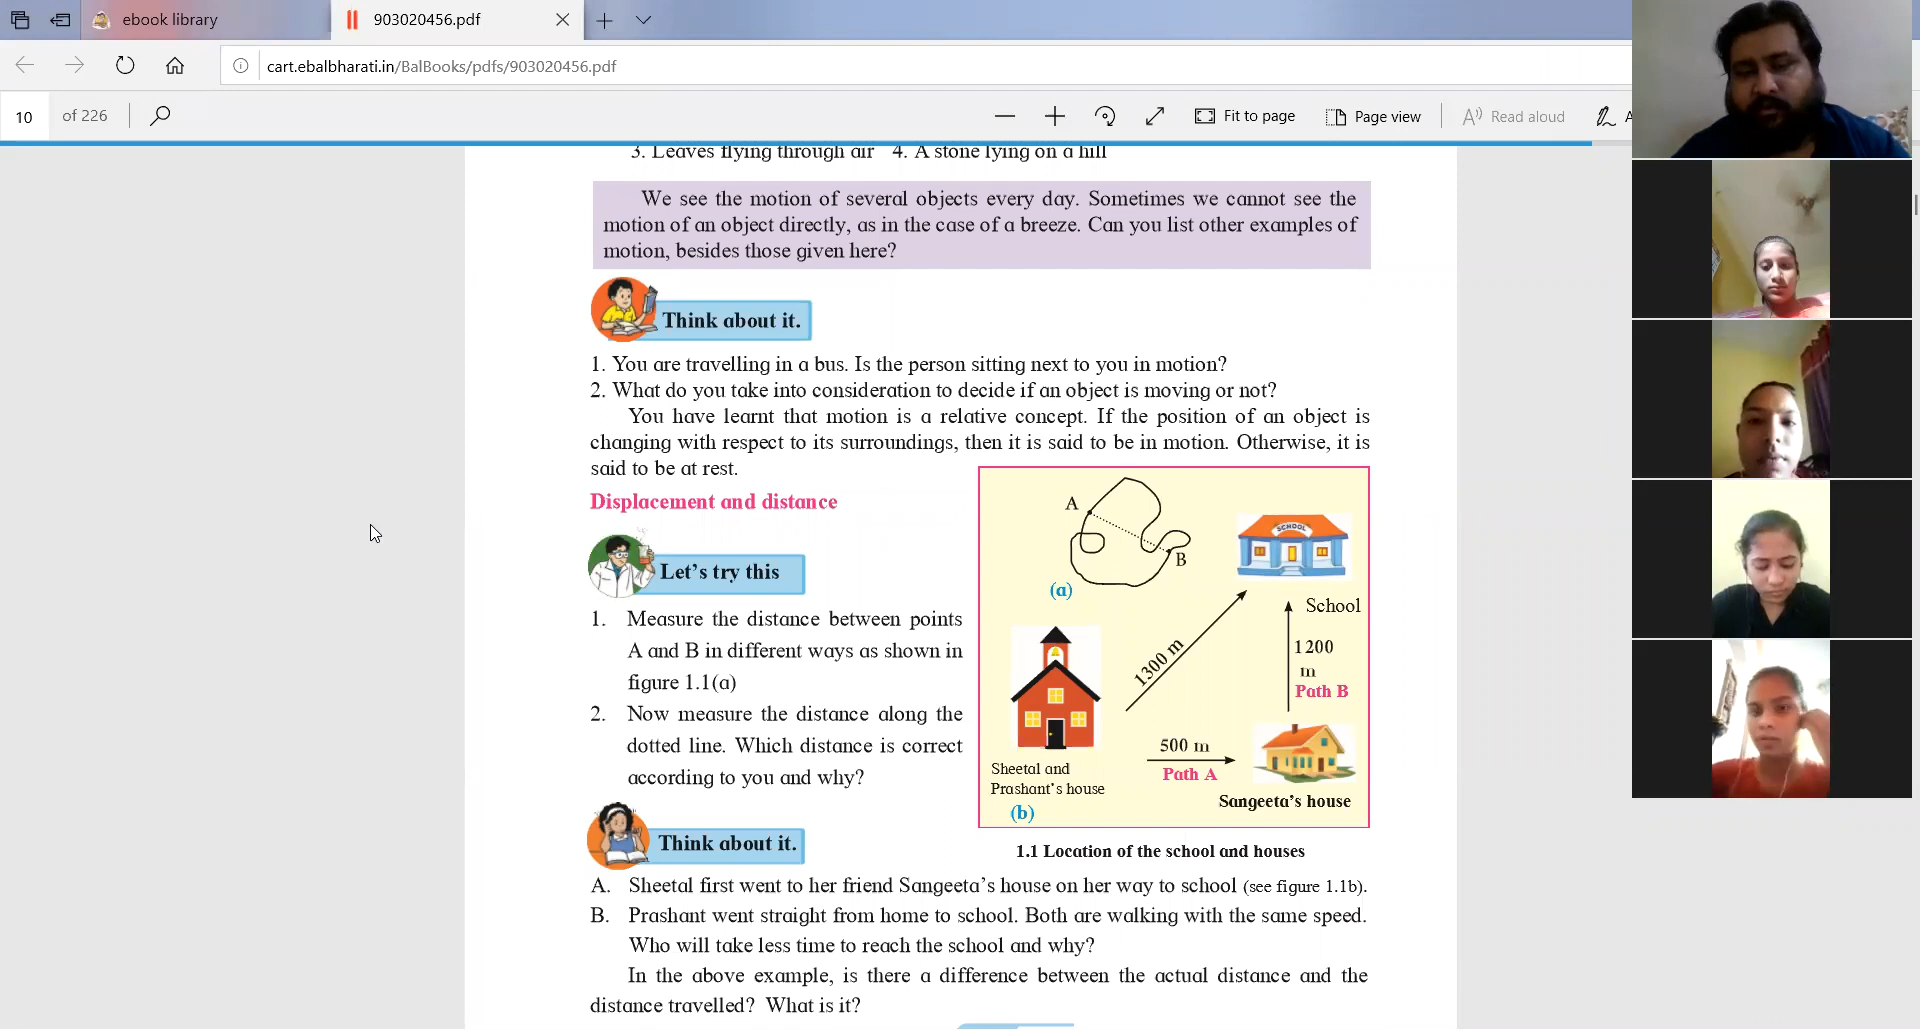 ebook library
903020456.pdf
cart.ebalbharati.in/BalBooks/pdfs/903020456.pdf
10 of 226
Fit to page
Page view
Read aloud
A
3. Leaves flying through air 4. A stone lying on a hill
We see the motion of several objects every day. Sometimes we cannot see the
motion of an object directly, as in the case of a breeze. Can you list other examples of
motion, besides those given here?
Think about it.
1. You are travelling in a bus. Is the person sitting next to you in motion?
2. What do you take into consideration to decide if an object is moving or not?
You have learnt that motion is a relative concept. If the position of an object is
changing with respect to its surroundings, then it is said to be in motion. Otherwise, it is
said to be at rest.
Displacement and distance
Let's try this
1. Measure the distance between points
A and B in different ways as shown in
figure 1.1(a)
2. Now measure the distance along the
dotted line. Which distance is correct
according to you and why?
A
B
(a)
SCHOOL
School
1300 m
1200
m
Path B
500 m
Path A
Sheetal and
Prashant's house
(b)
Sangeeta's house
1.1 Location of the school and houses
Think about it.
A. Sheetal first went to her friend Sangeeta's house on her way to school (see figure 1.1b).
B. Prashant went straight from home to school. Both are walking with the same speed.
Who will take less time to reach the school and why?
In the above example, is there a difference between the actual distance and the
distance travelled? What is it?